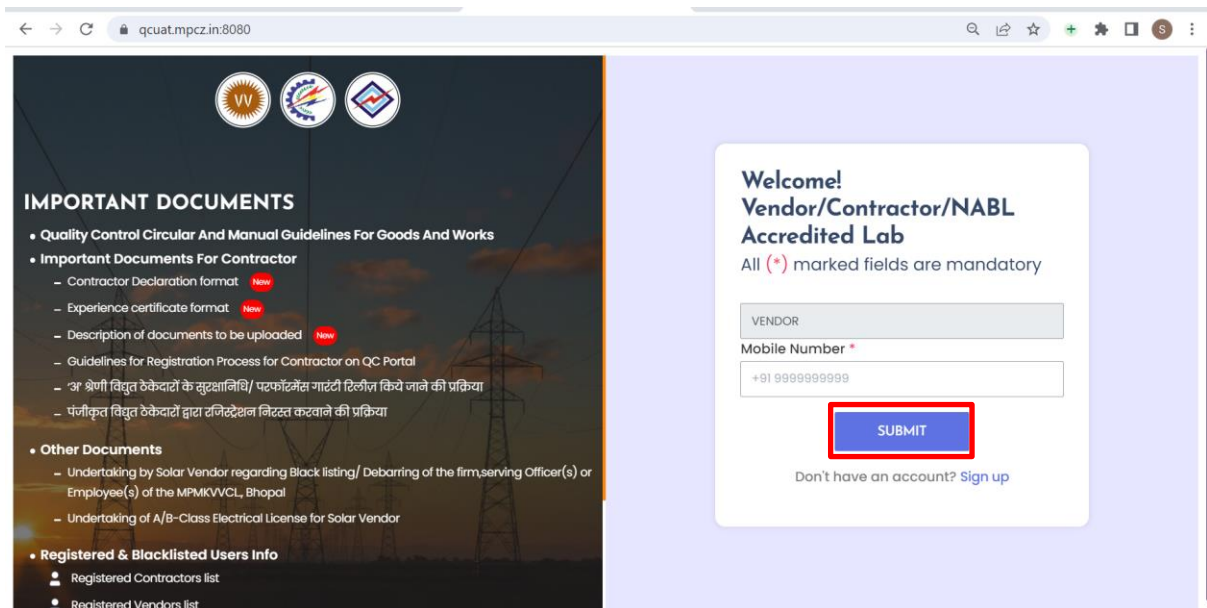 qcuat.mpcz.in:8080
S
VV
IMPORTANT DOCUMENTS
• Quality Control Circular And Manual Guidelines For Goods And Works
• Important Documents For Contractor
– Contractor Declaration format New
– Experience certificate format New
– Description of documents to be uploaded New
– Guidelines for Registration Process for Contractor on QC Portal
– 'अ' श्रेणी विद्युत ठेकेदारों के सुरक्षानिधि/ परफॉरमेंस गारंटी रिलीज़ किये जाने की प्रक्रिया
– पंजीकृत विद्युत ठेकेदारों द्वारा रजिस्ट्रेशन निरस्त करवाने की प्रक्रिया
• Other Documents
– Undertaking by Solar Vendor regarding Black listing/ Debarring of the firm,serving Officer(s) or
Employee(s) of the MPMKVVCL, Bhopal
– Undertaking of A/B-Class Electrical License for Solar Vendor
• Registered & Blacklisted Users Info
Registered Contractors list
Registered Vendors list
Welcome!
Vendor/Contractor/NABL
Accredited Lab
All (*) marked fields are mandatory
VENDOR
Mobile Number *
+91 9999999999
SUBMIT
Don't have an account? Sign up